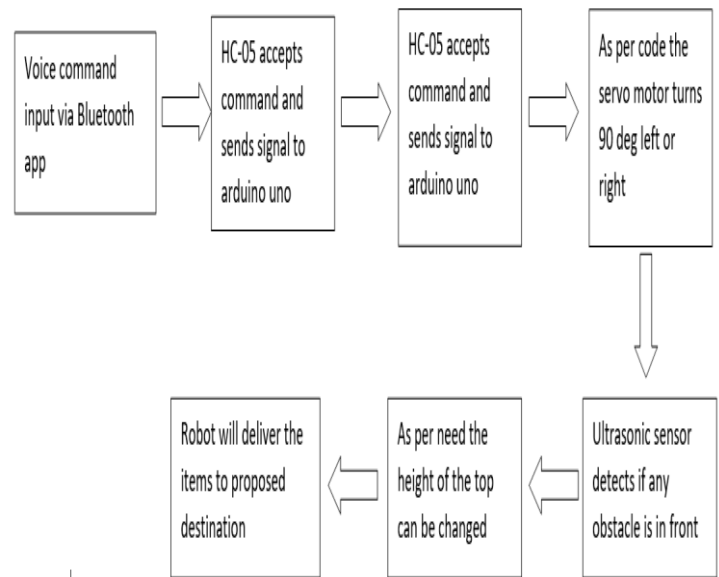 Voice command
input via Bluetooth
app
HC-05 accepts
command and
sends signal to
arduino uno
HC-05 accepts
command and
sends signal to
arduino uno
As per code the
servo motor turns
90 deg left or
right
Ultrasonic sensor
detects if any
obstacle is in front
As per need the
height of the top
can be changed
Robot will deliver the
items to proposed
destination